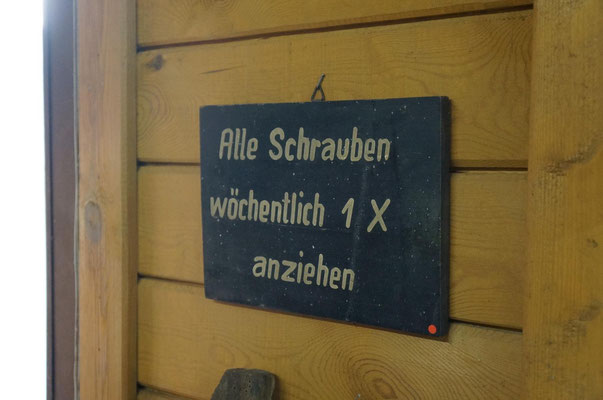 Alle Schrauben
wöchentlich 1 X
anziehen